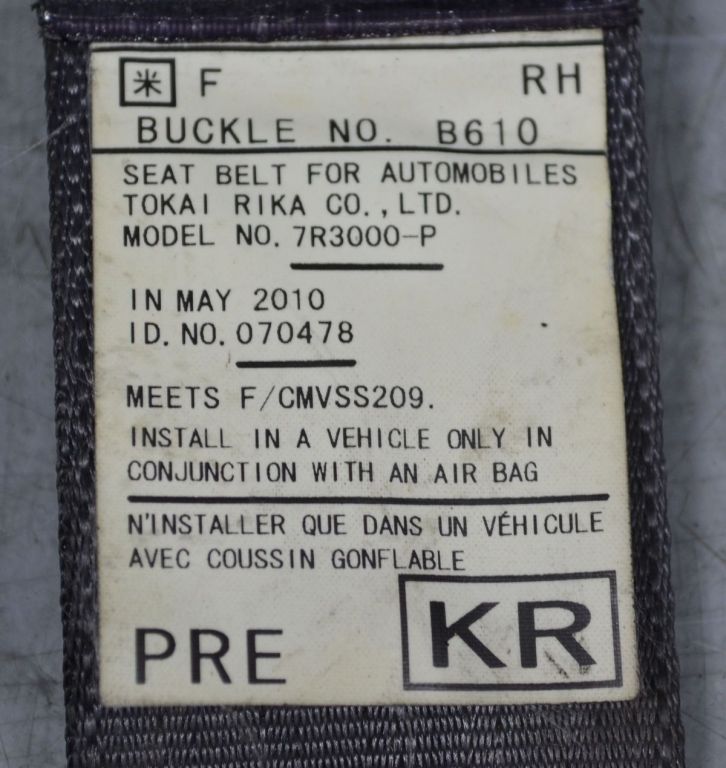 米 F RH
BUCKLE NO. B610
SEAT BELT FOR AUTOMOBILES
TOKAI RIKA CO.,LTD.
MODEL NO. 7R3000-P
IN MAY 2010
ID. NO. 070478
MEETS F/CMVSS209.
INSTALL IN A VEHICLE ONLY IN
CONJUNCTION WITH AN AIR BAG
N'INSTALLER QUE DANS UN VÉHICULE
AVEC COUSSIN GONFLABLE
PRE KR